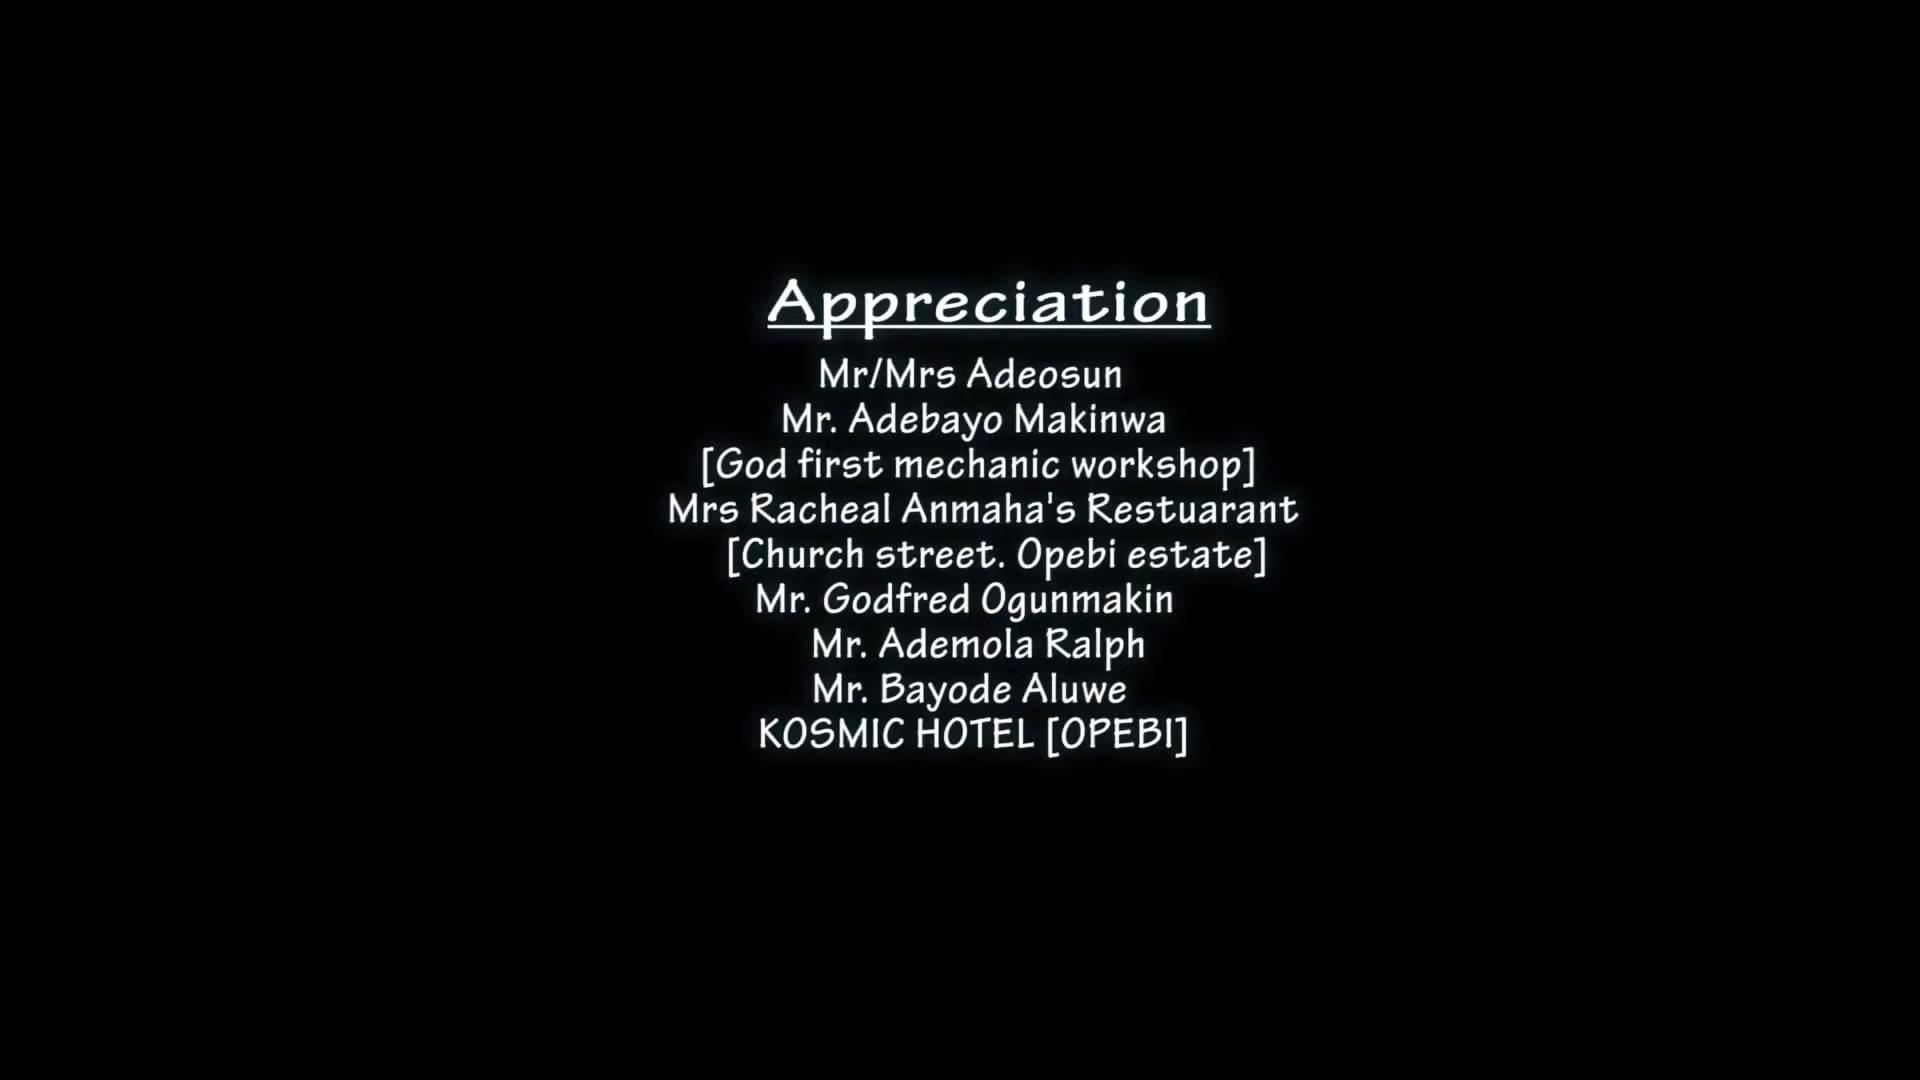 Appreciation
Mr/Mrs Adeosun
Mr. Adebayo Makinwa
[God first mechanic workshop]
Mrs Racheal Anmaha's Restuarant
[Church street. Opebi estate]
Mr. Godfred Ogunmakin
Mr. Ademola Ralph
Mr. Bayode Aluwe
KOSMIC HOTEL [OPEBI]